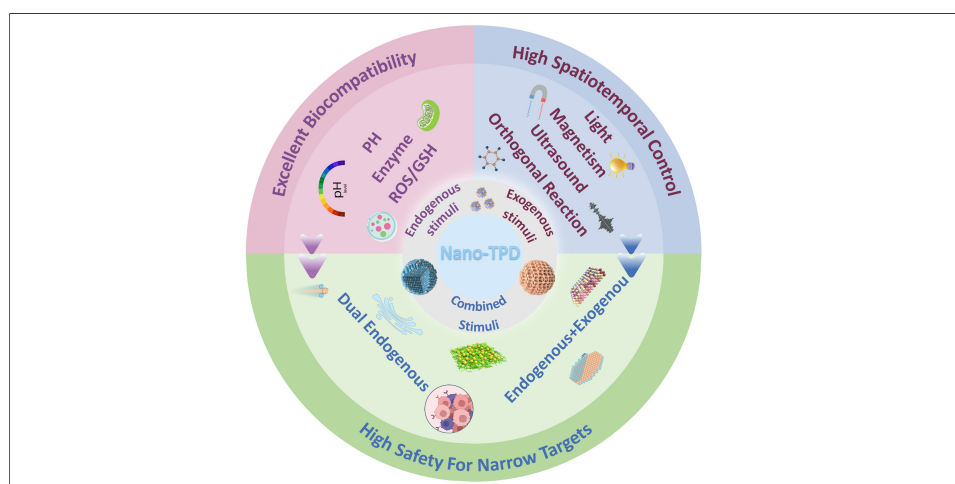 Excellent Biocompatibility
High Spatiotemporal Control
PH
Enzyme
ROS/GSH
pH
Light
Magnetism
Ultrasound
Orthogonal Reaction
Endogenous
stimuli
Exogenous
stimuli
Nano-TPD
Combined
Stimuli
Dual Endogenous
Endogenous+Exogenou
High Safety For Narrow Targets